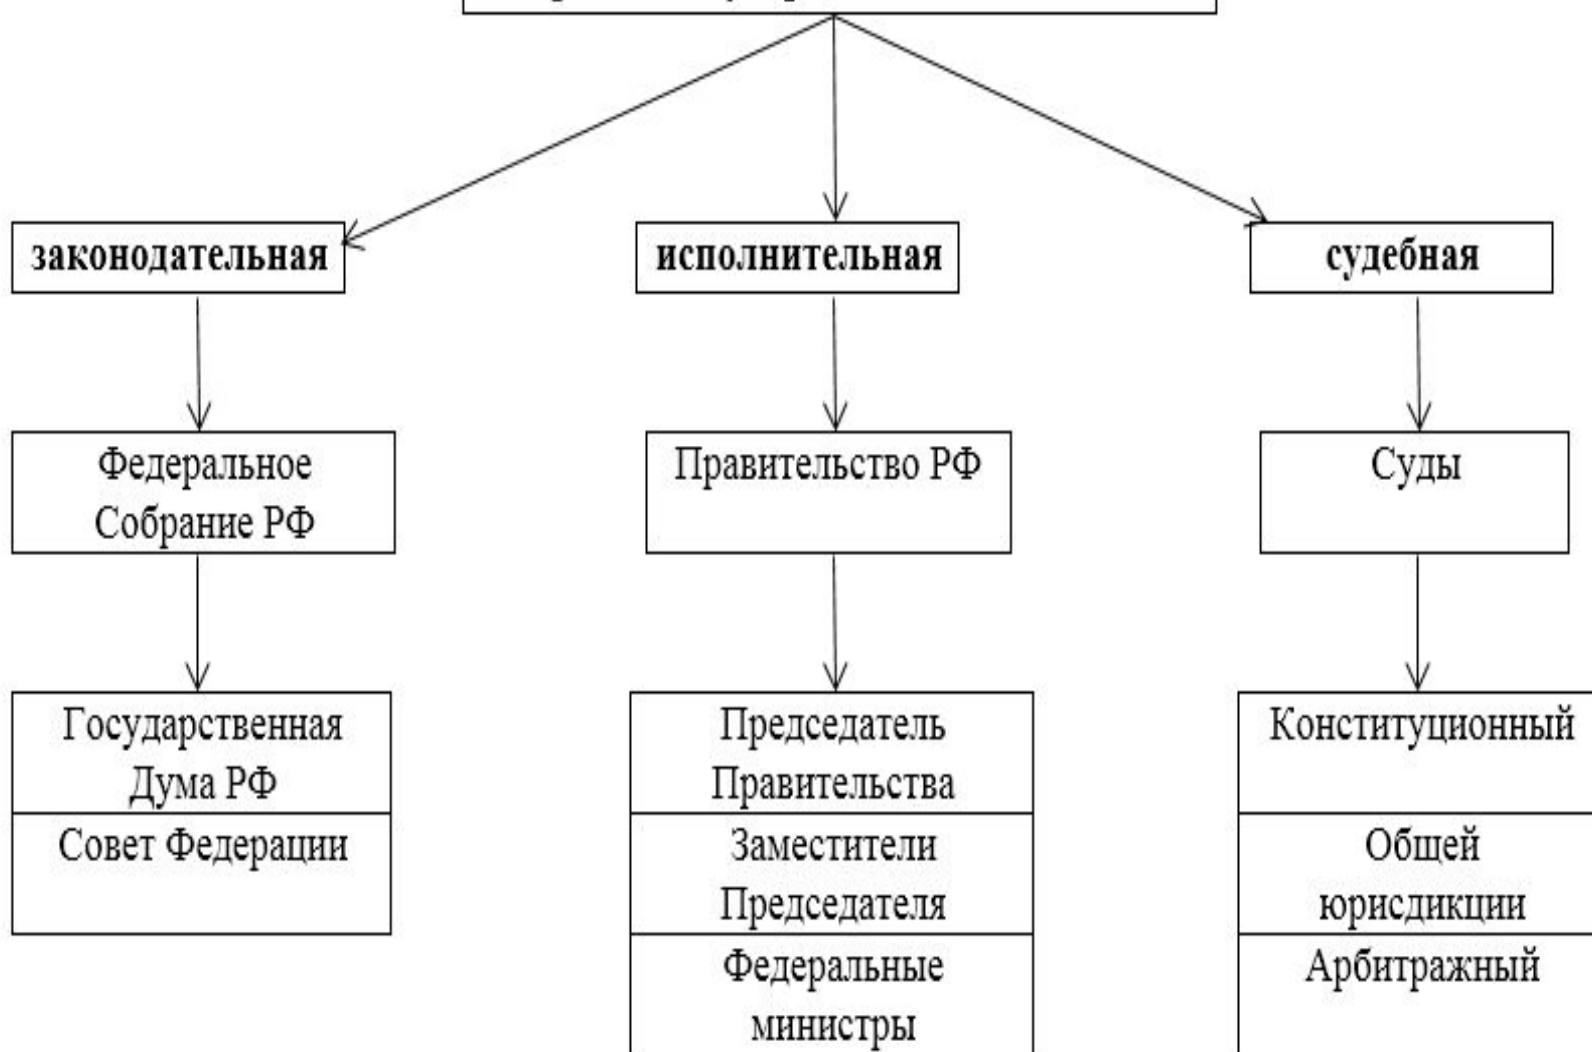 законодательная
исполнительная
судебная
Федеральное
Собрание РФ
Правительство РФ
Суды
Государственная
Дума РФ
Совет Федерации
Председатель
Правительства
Заместители
Председателя
Федеральные
министры
Конституционный
Общей
юрисдикции
Арбитражный